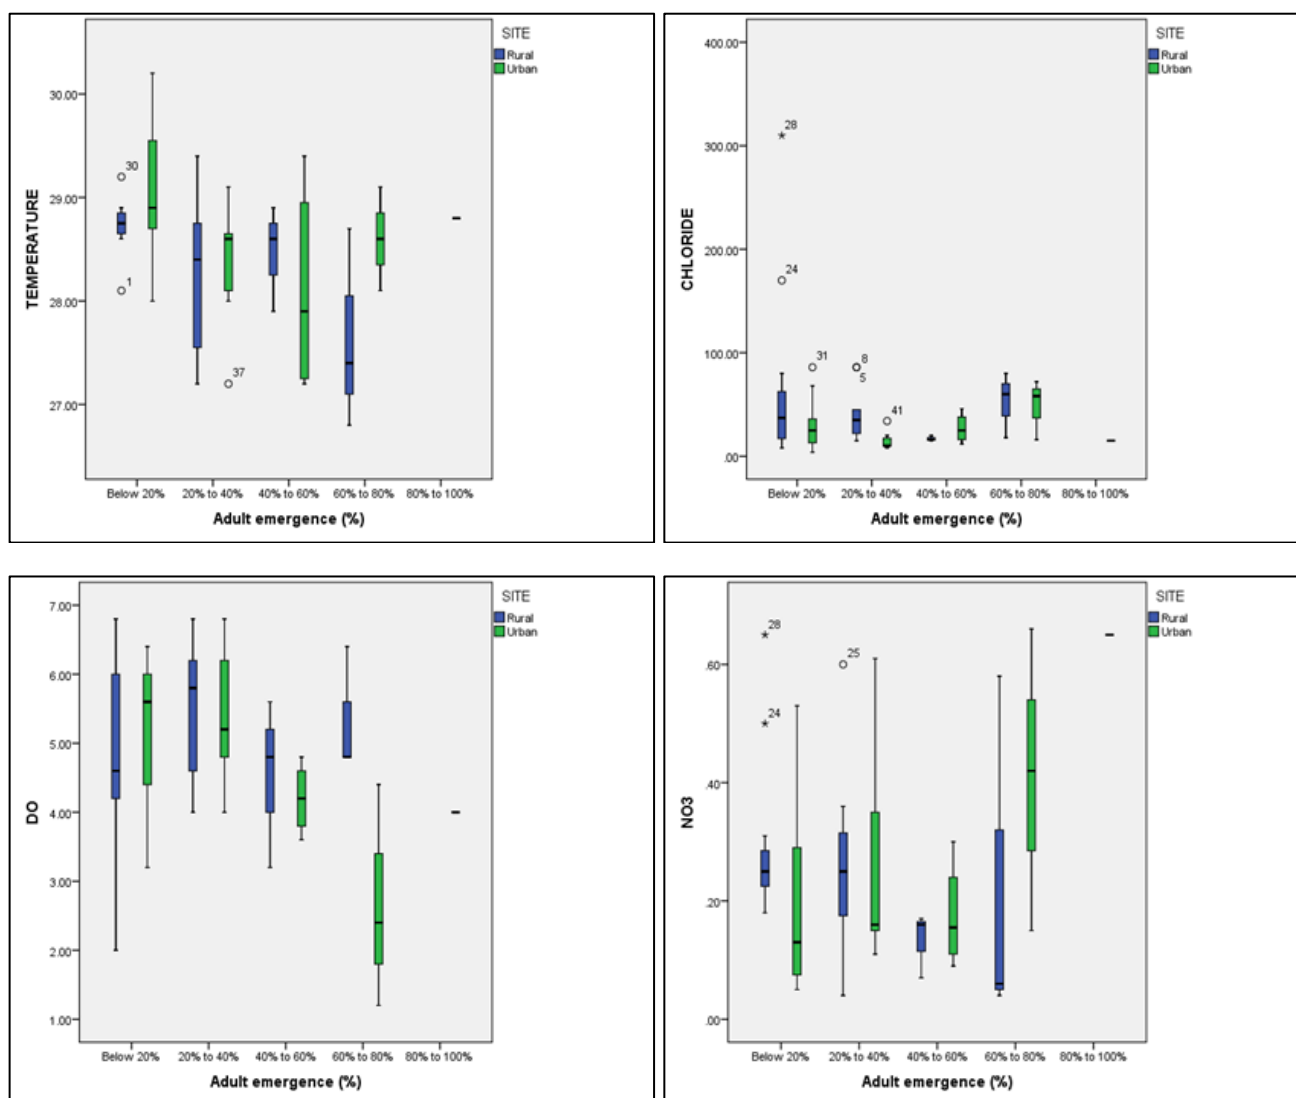 SITE
Rural
Urban
30.00
29.00
28.00
27.00
TEMPERATURE
30
1
37
Below 20%
20% to 40%
40% to 60%
60% to 80%
80% to 100%
Adult emergence (%)
SITE
Rural
Urban
400.00
300.00
200.00
100.00
.00
CHLORIDE
28
24
31
8
5
41
Below 20%
20% to 40%
40% to 60%
60% to 80%
80% to 100%
Adult emergence (%)
SITE
Rural
Urban
7.00
6.00
5.00
4.00
3.00
2.00
1.00
DO
Below 20%
20% to 40%
40% to 60%
60% to 80%
80% to 100%
Adult emergence (%)
SITE
Rural
Urban
.60
.40
.20
.00
NO3
28
24
25
Below 20%
20% to 40%
40% to 60%
60% to 80%
80% to 100%
Adult emergence (%)